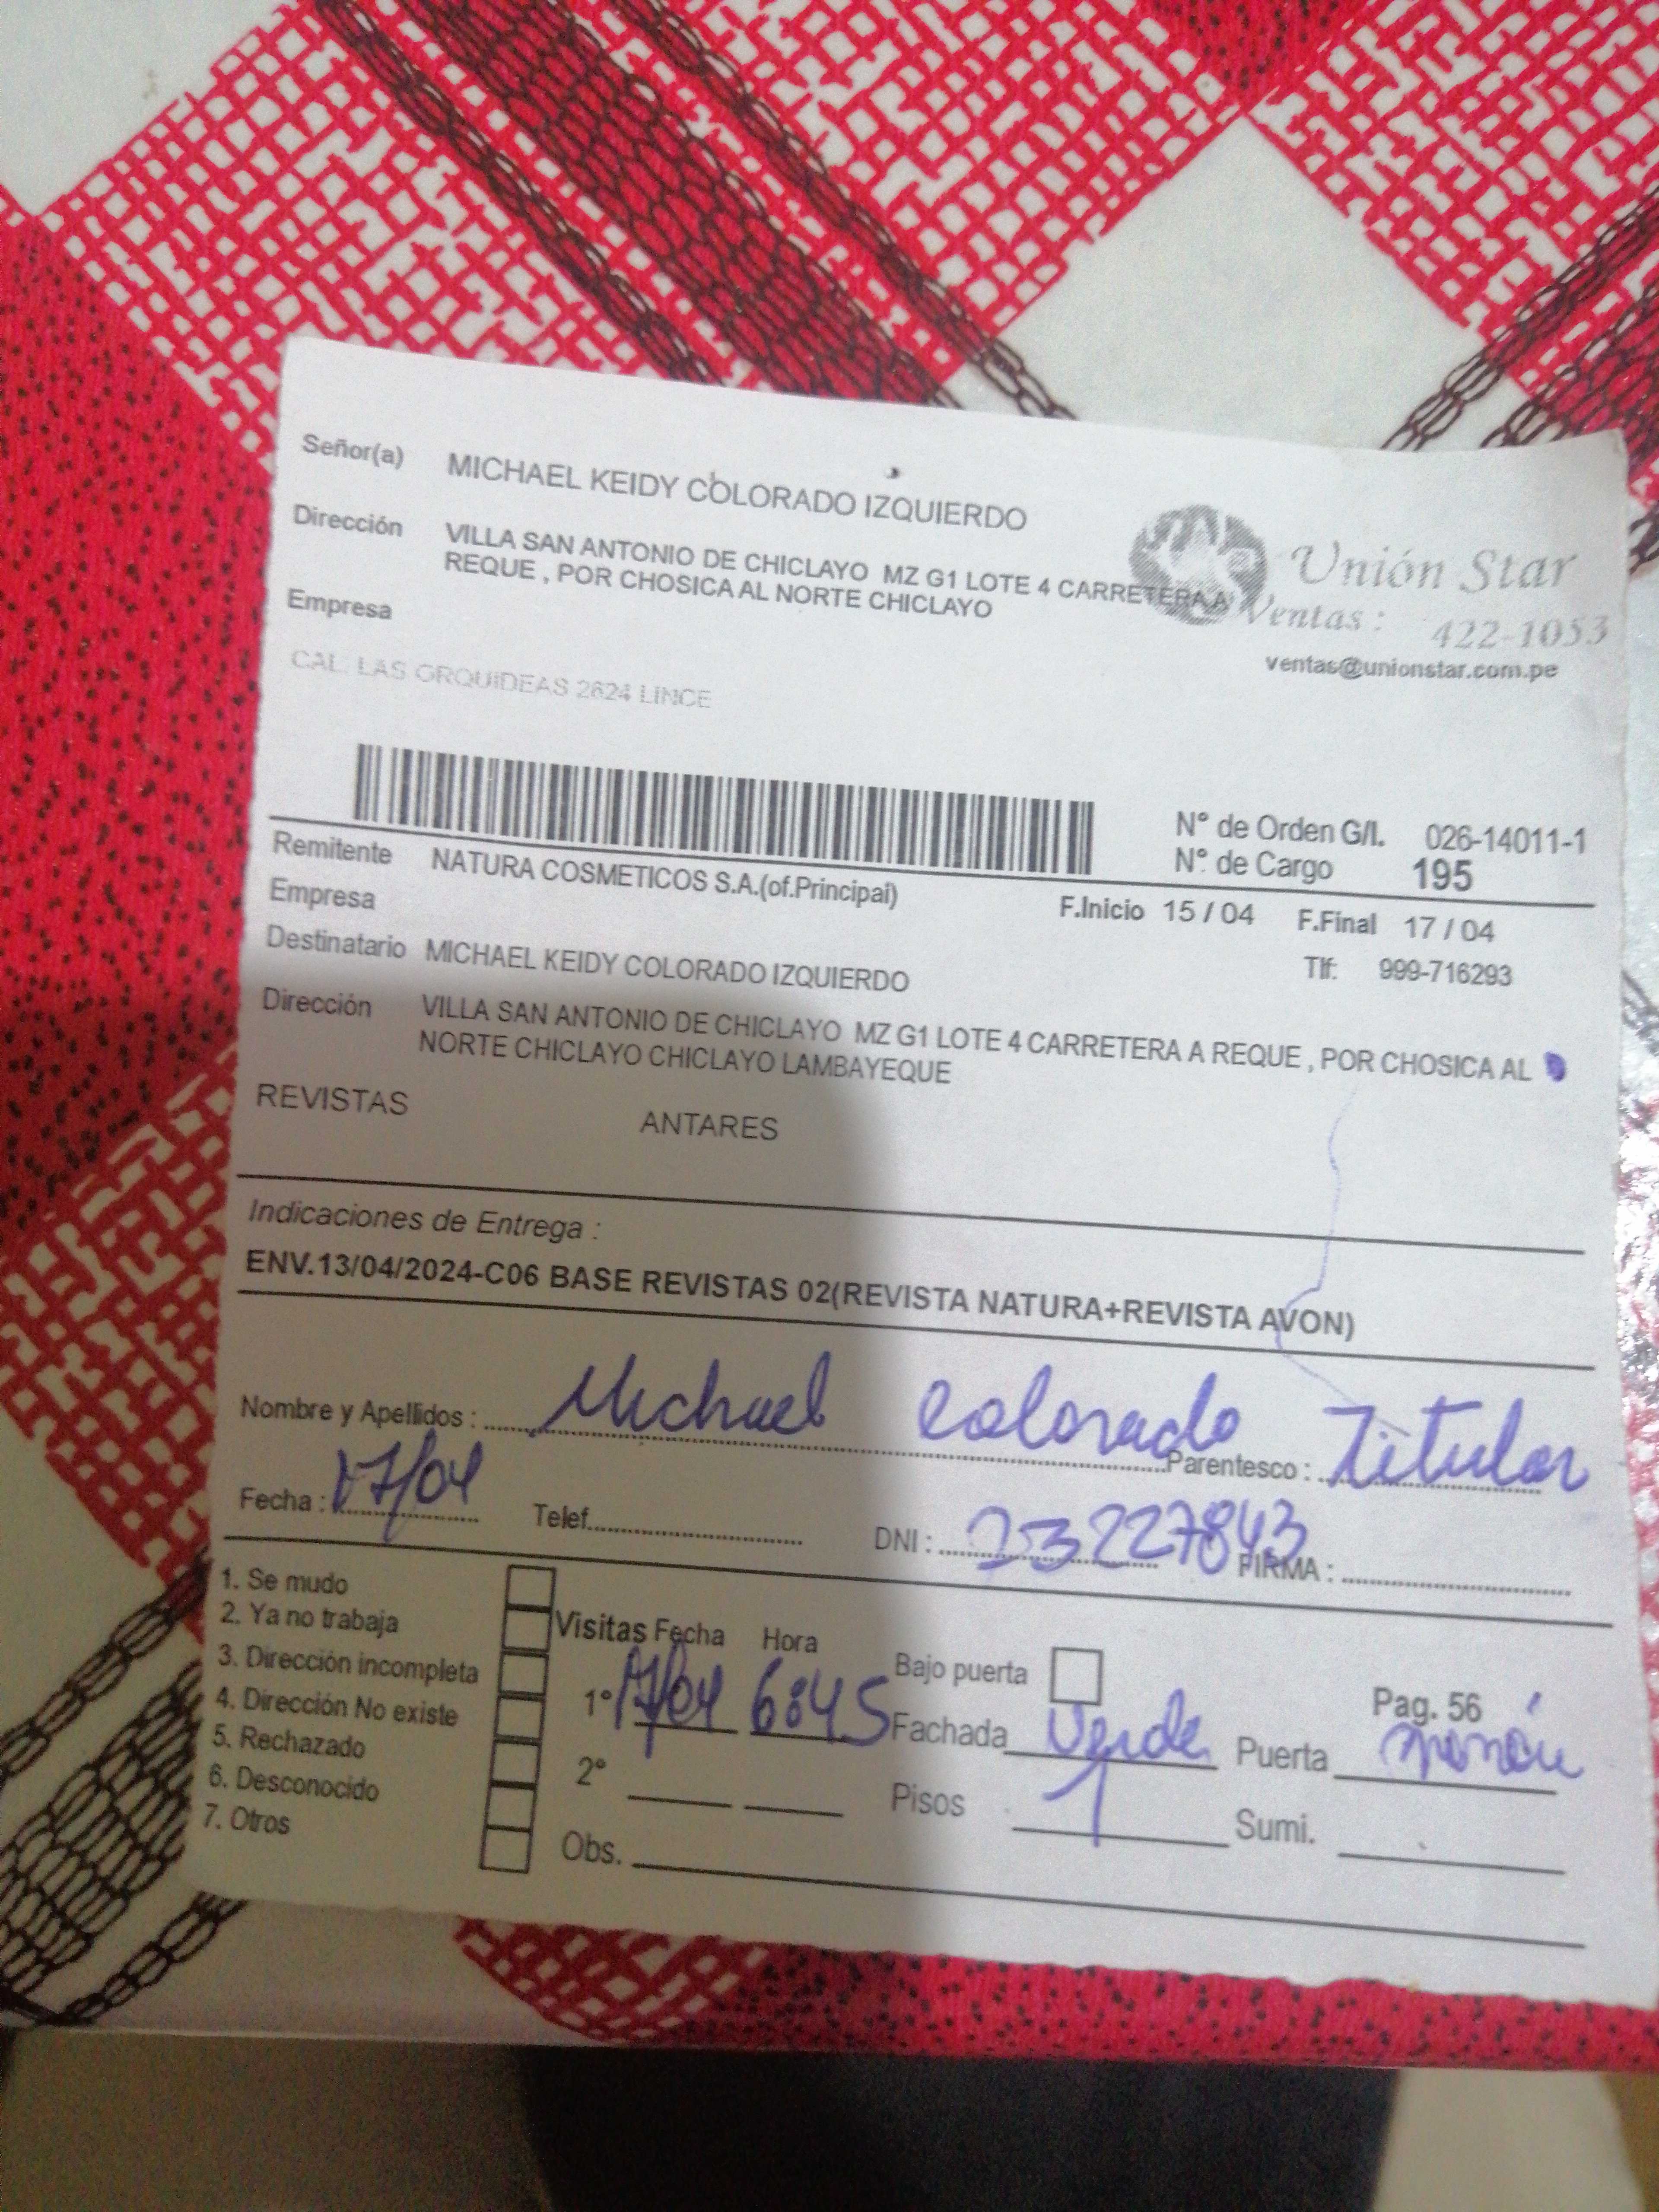 Señor(a) MICHAEL KEIDY COLORADO IZQUIERDO
Dirección VILLA SAN ANTONIO DE CHICLAYO MZ G1 LOTE 4 CARRETERA A
REQUE , POR CHOSICA AL NORTE CHICLAYO
Unión Star
Ventas : 422-1053
ventas@unionstar.com.pe
Empresa
CAL. LAS ORQUIDEAS 2624 LINCE
N° de Orden G/I. 026-14011-1
N° de Cargo 195
Remitente NATURA COSMETICOS S.A.(of.Principal)
Empresa
F.Inicio 15 / 04 F.Final 17 / 04
Destinatario MICHAEL KEIDY COLORADO IZQUIERDO
Tlf: 999-716293
Dirección VILLA SAN ANTONIO DE CHICLAYO MZ G1 LOTE 4 CARRETERA A REQUE , POR CHOSICA AL
NORTE CHICLAYO CHICLAYO LAMBAYEQUE
REVISTAS ANTARES
Indicaciones de Entrega :
ENV.13/04/2024-C06 BASE REVISTAS 02(REVISTA NATURA+REVISTA AVON)
Nombre y Apellidos : Michael Colorado Parentesco : Titular
Fecha : 17/04 Telef. DNI : 23227843 FIRMA :
1. Se mudo
2. Ya no trabaja
3. Dirección incompleta
4. Dirección No existe
5. Rechazado
6. Desconocido
7. Otros
Visitas Fecha Hora
1° 17/04 6:45
2°
Obs.
Bajo puerta Pag. 56
Fachada Verde Puerta marrón
Pisos 1 Sumi.